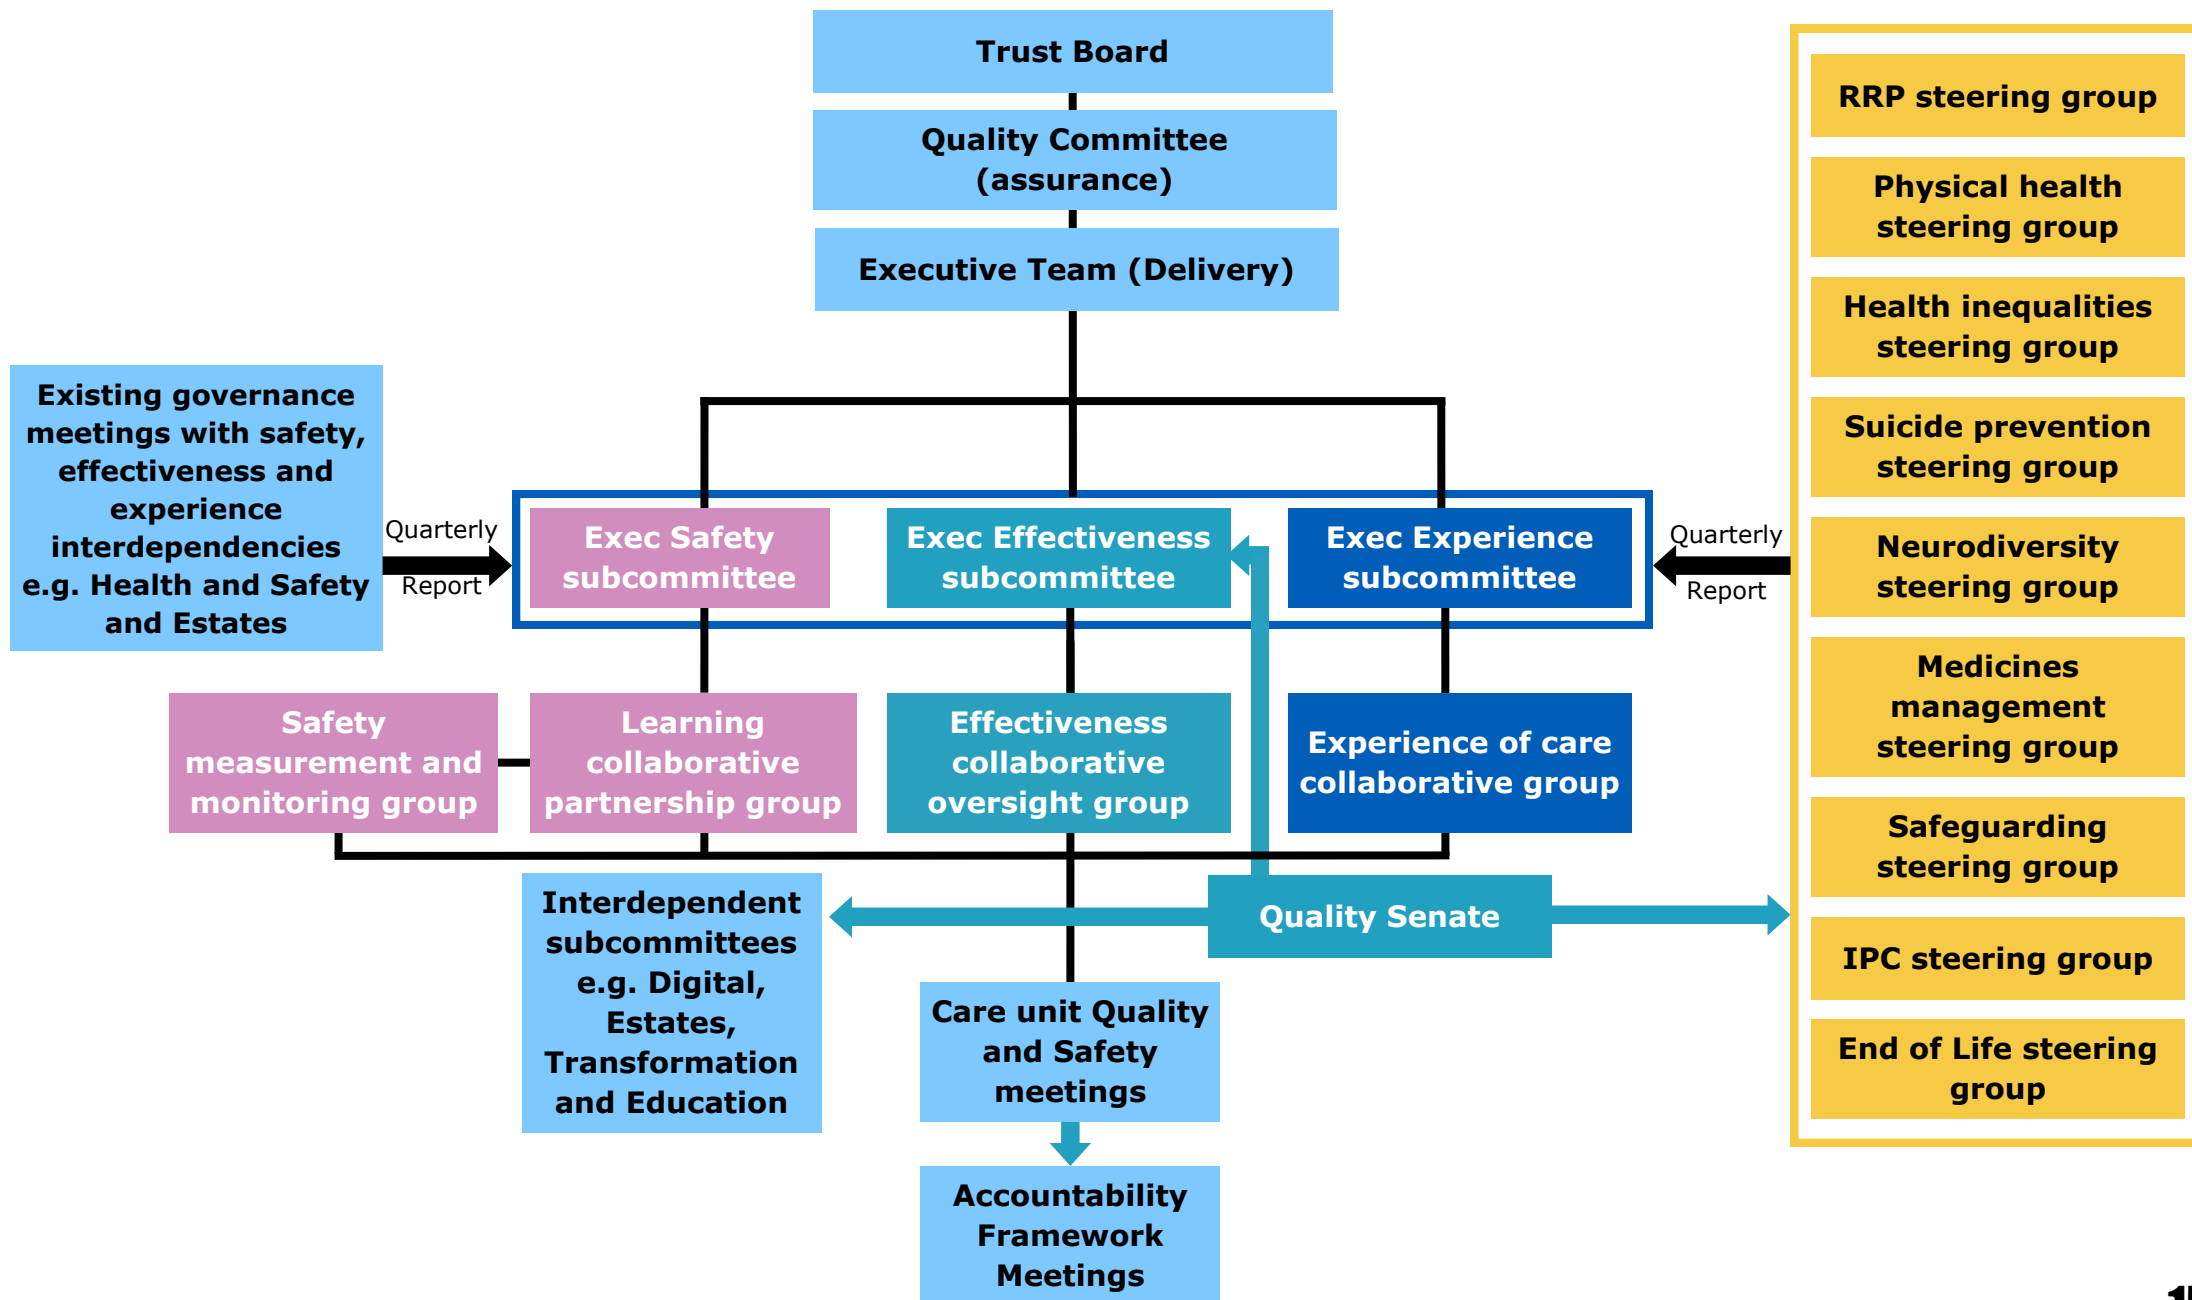 Trust Board
Quality Committee
(assurance)
Executive Team (Delivery)
Existing governance
meetings with safety,
effectiveness and
experience
interdependencies
e.g. Health and Safety
and Estates
Quarterly
Report
Exec Safety
subcommittee
Exec Effectiveness
subcommittee
Exec Experience
subcommittee
Quarterly
Report
Safety
measurement and
monitoring group
Learning
collaborative
partnership group
Effectiveness
collaborative
oversight group
Experience of care
collaborative group
Interdependent
subcommittees
e.g. Digital,
Estates,
Transformation
and Education
Quality Senate
Care unit Quality
and Safety
meetings
Accountability
Framework
Meetings
RRP steering group
Physical health
steering group
Health inequalities
steering group
Suicide prevention
steering group
Neurodiversity
steering group
Medicines
management
steering group
Safeguarding
steering group
IPC steering group
End of Life steering
group